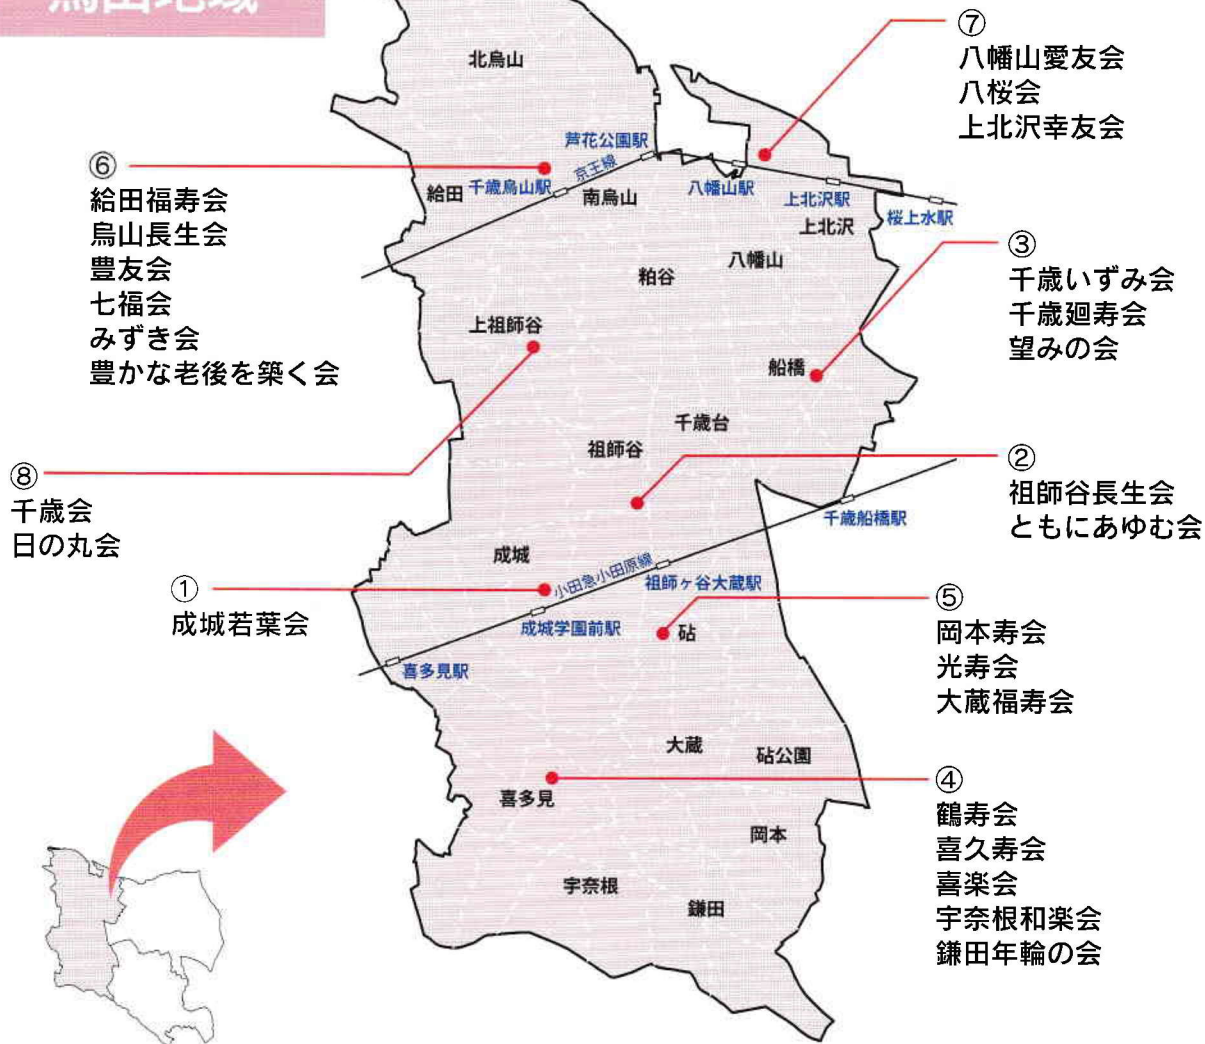 烏山地域
北烏山
⑦
八幡山愛友会
八桜会
上北沢幸友会
芦花公園駅
京王線
⑥
給田福寿会
烏山長生会
豊友会
七福会
みずき会
豊かな老後を築く会
給田
千歳烏山駅
南烏山
八幡山駅
上北沢駅
上北沢
桜上水駅
八幡山
粕谷
③
千歳いずみ会
千歳廻寿会
望みの会
上祖師谷
船橋
千歳台
祖師谷
②
祖師谷長生会
ともにあゆむ会
⑧
千歳会
日の丸会
千歳船橋駅
成城
小田急小田原線
祖師ヶ谷大蔵駅
①
成城若葉会
成城学園前駅
砧
⑤
岡本寿会
光寿会
大蔵福寿会
喜多見駅
大蔵
砧公園
④
鶴寿会
喜久寿会
喜楽会
宇奈根和楽会
鎌田年輪の会
喜多見
岡本
宇奈根
鎌田